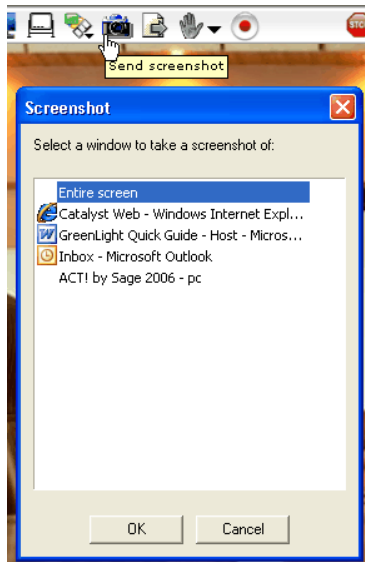 STO
Send screenshot
Screenshot
Select a window to take a screenshot of:
Entire screen
Catalyst Web - Windows Internet Expl...
GreenLight Quick Guide - Host - Micros...
Inbox - Microsoft Outlook
ACT! by Sage 2006 - pc
OK
Cancel